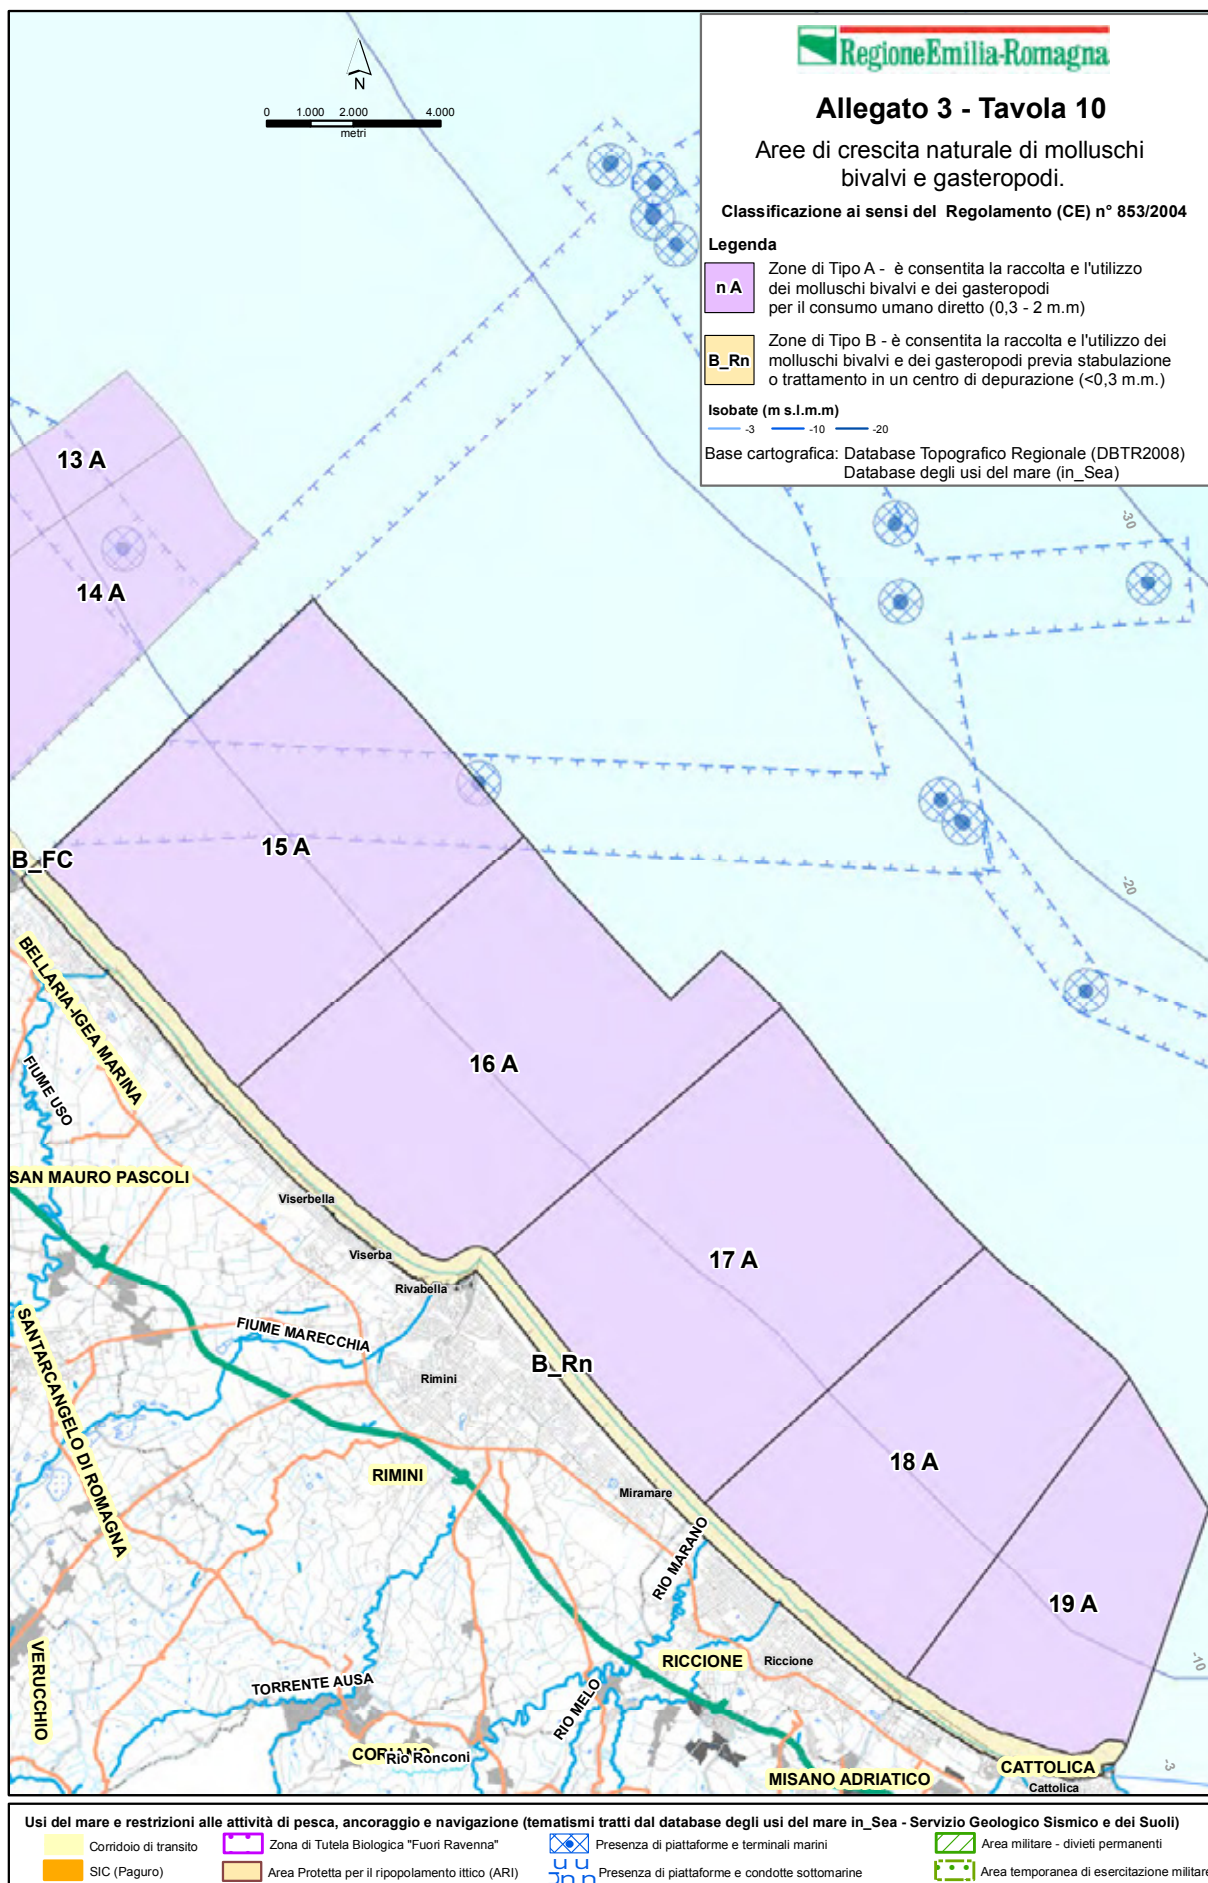 RegioneEmilia-Romagna
Allegato 3 - Tavola 10
Aree di crescita naturale di molluschi
bivalvi e gasteropodi.
Classificazione ai sensi del Regolamento (CE) n° 853/2004
Legenda
n A
Zone di Tipo A - è consentita la raccolta e l'utilizzo
dei molluschi bivalvi e dei gasteropodi
per il consumo umano diretto (0,3 - 2 m.m)
B_Rn
Zone di Tipo B - è consentita la raccolta e l'utilizzo dei
molluschi bivalvi e dei gasteropodi previa stabulazione
o trattamento in un centro di depurazione (<0,3 m.m.)
Isobate (m s.l.m.m)
-3 -10 -20
Base cartografica: Database Topografico Regionale (DBTR2008)
Database degli usi del mare (in_Sea)
N
0 1.000 2.000 4.000
metri
13 A
14 A
-30
15 A
B_FC
-20
BELLARIA-IGEA MARINA
16 A
FIUME USO
SAN MAURO PASCOLI
Viserbella
Viserba
Rivabella
17 A
FIUME MARECCHIA
SANTARCANGELO DI ROMAGNA
B_Rn
Rimini
RIMINI
18 A
Miramare
RIO MARANO
19 A
VERUCCHIO
RICCIONE
Riccione
-10
TORRENTE AUSA
RIO MELO
CORIANO
Rio Ronconi
MISANO ADRIATICO
CATTOLICA
Cattolica
-3
Usi del mare e restrizioni alle attività di pesca, ancoraggio e navigazione (tematismi tratti dal database degli usi del mare in_Sea - Servizio Geologico Sismico e dei Suoli)
Corridoio di transito
Zona di Tutela Biologica "Fuori Ravenna"
Presenza di piattaforme e terminali marini
Area militare - divieti permanenti
SIC (Paguro)
Area Protetta per il ripopolamento ittico (ARI)
Presenza di piattaforme e condotte sottomarine
Area temporanea di esercitazione militare